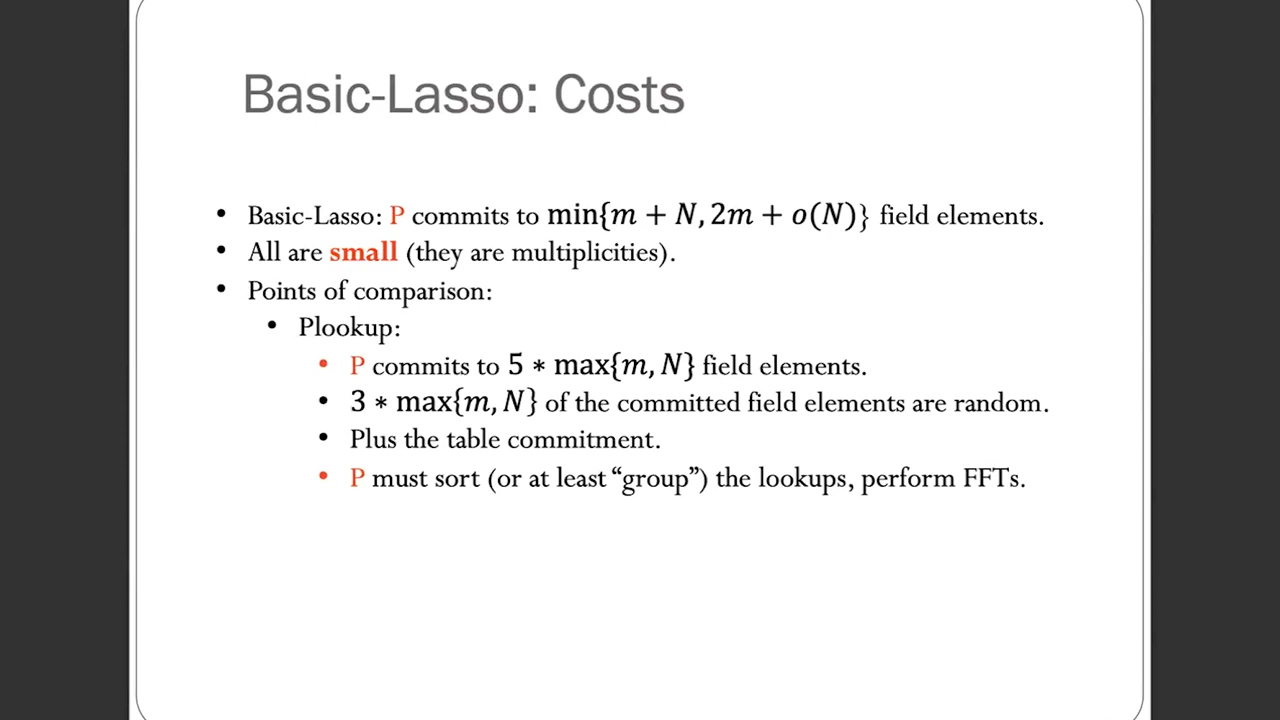 Basic-Lasso: Costs
• Basic-Lasso: P commits to min{m + N, 2m + o(N)} field elements.
• All are small (they are multiplicities).
• Points of comparison:
• Plookup:
• P commits to 5 ∗ max{m, N} field elements.
• 3 ∗ max{m, N} of the committed field elements are random.
• Plus the table commitment.
• P must sort (or at least “group”) the lookups, perform FFTs.